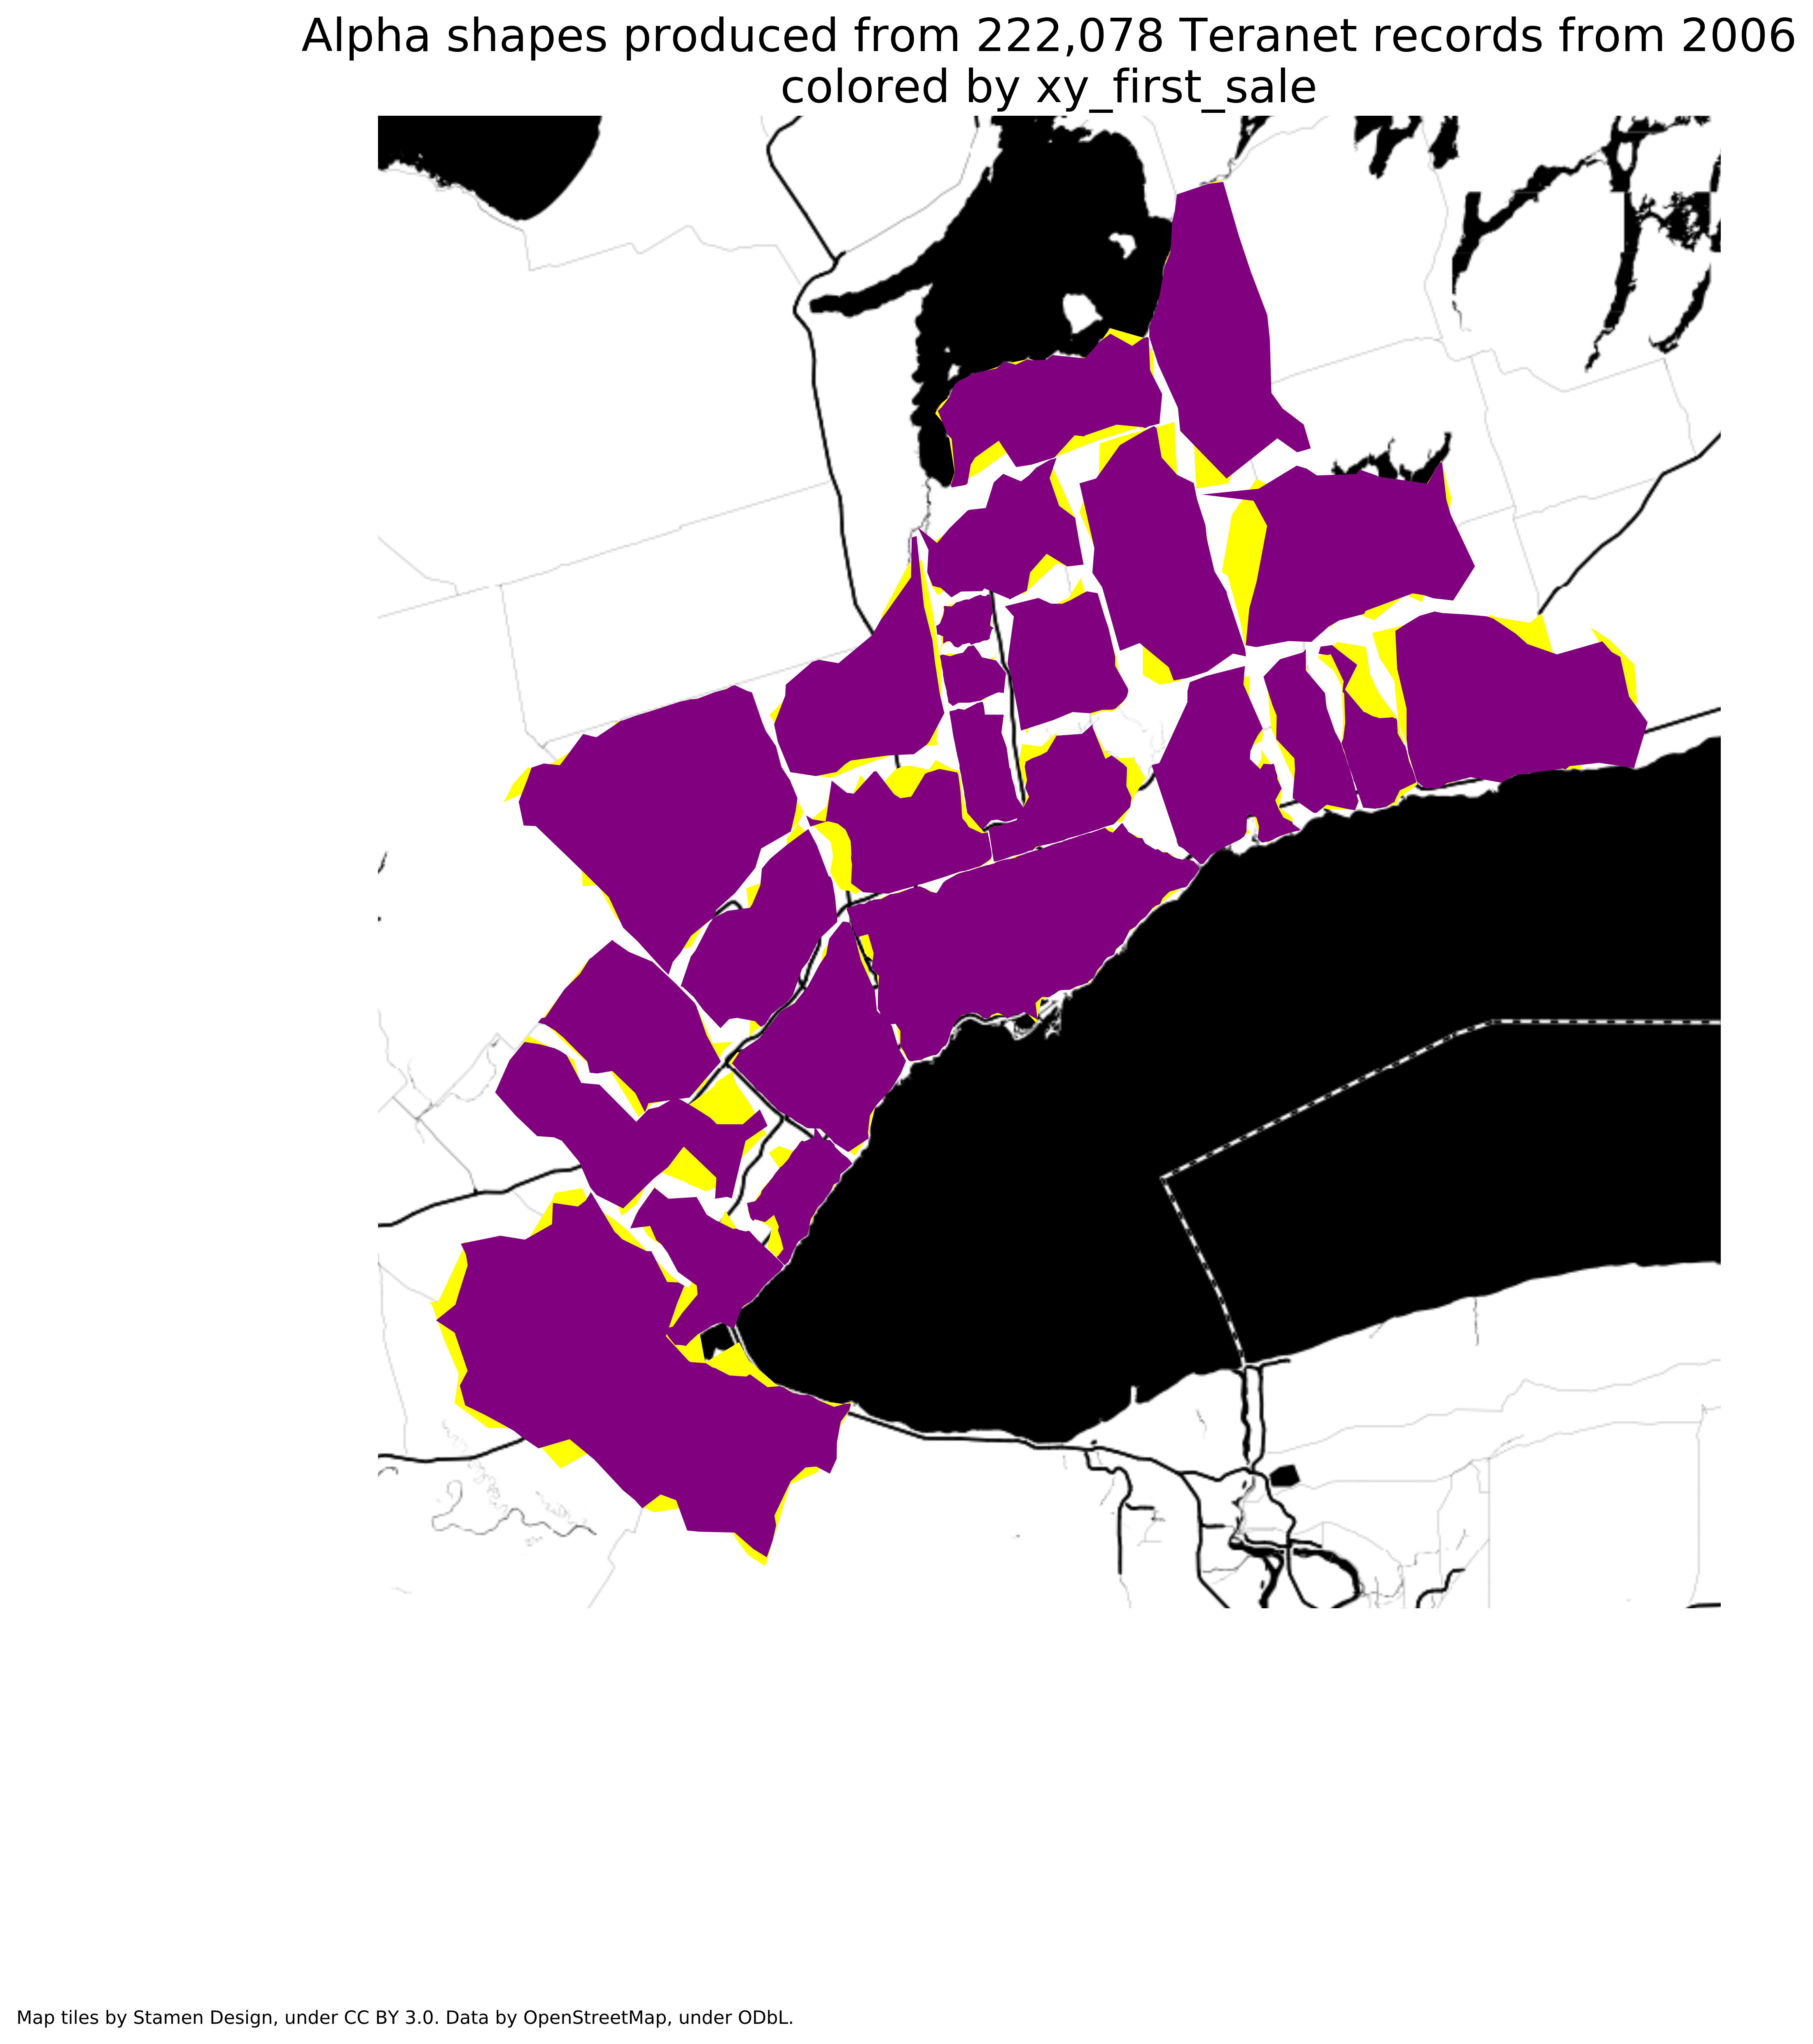 Alpha shapes produced from 222,078 Teranet records from 2006
colored by xy_first_sale
Map tiles by Stamen Design, under CC BY 3.0. Data by OpenStreetMap, under ODbL.